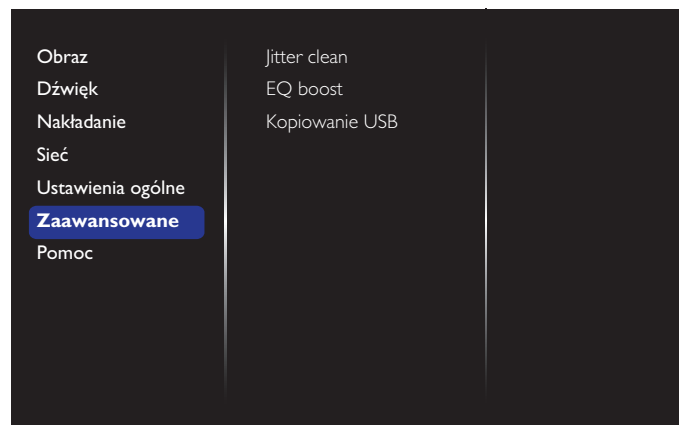 Obraz
Dźwięk
Nakładanie
Sieć
Ustawienia ogólne
Zaawansowane
Pomoc
Jitter clean
EQ boost
Kopiowanie USB